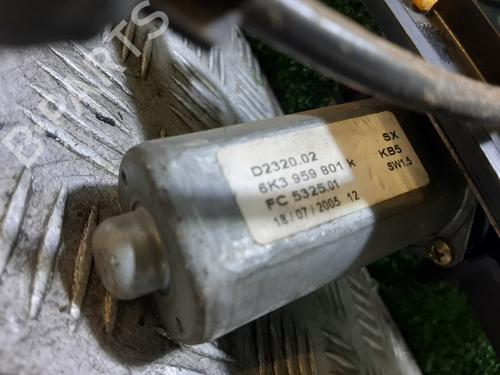 D2320.02 SX
6K3 959 801 k KB5
FC 5325.01 SW1.5
18/07/2005 12
B-PARTS